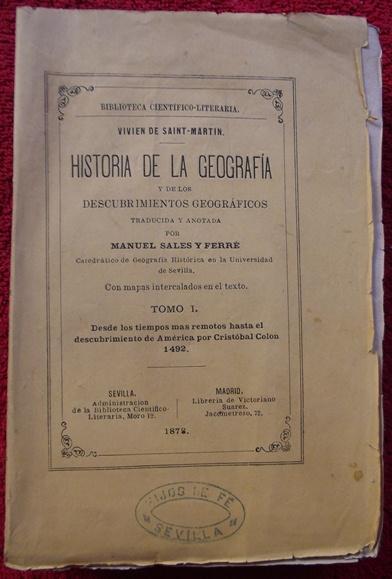 BIBLIOTECA CIENTÍFICO-LITERARIA.
VIVIEN DE SAINT-MARTIN.
HISTORIA DE LA GEOGRAFÍA
Y DE LOS
DESCUBRIMIENTOS GEOGRÁFICOS
TRADUCIDA Y ANOTADA
POR
MANUEL SALES Y FERRÉ
Catedrático de Geografía Histórica en la Universidad
de Sevilla.
Con mapas intercalados en el texto.
TOMO I.
Desde los tiempos mas remotos hasta el
descubrimiento de América por Cristóbal Colon
1492.
SEVILLA.
Administracion
de la Biblioteca Científico-
Literaria, Moro 12.
MADRID.
Librería de Victoriano
Suarez.
Jacometrezo, 72.
1878.
HIJOS DE FÉ
SEVILLA